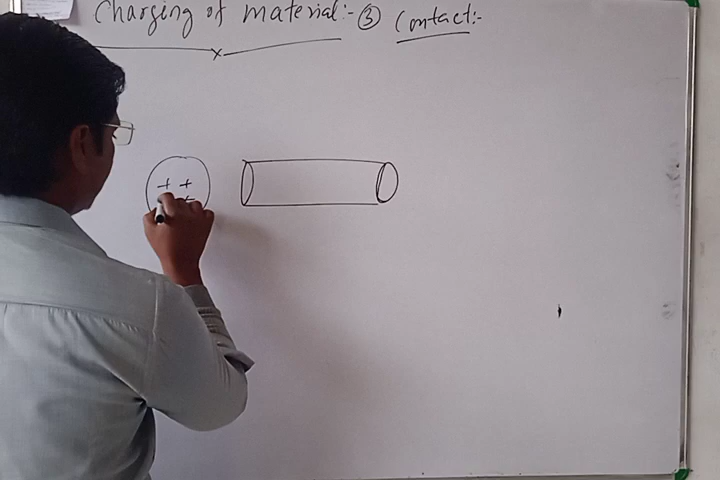 Charging of material:- ③ Contact:-
+ +
+